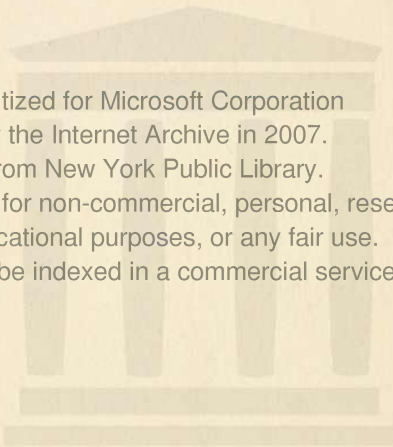 tized for Microsoft Corporation
the Internet Archive in 2007.
rom New York Public Library.
for non-commercial, personal, rese
cational purposes, or any fair use.
be indexed in a commercial service